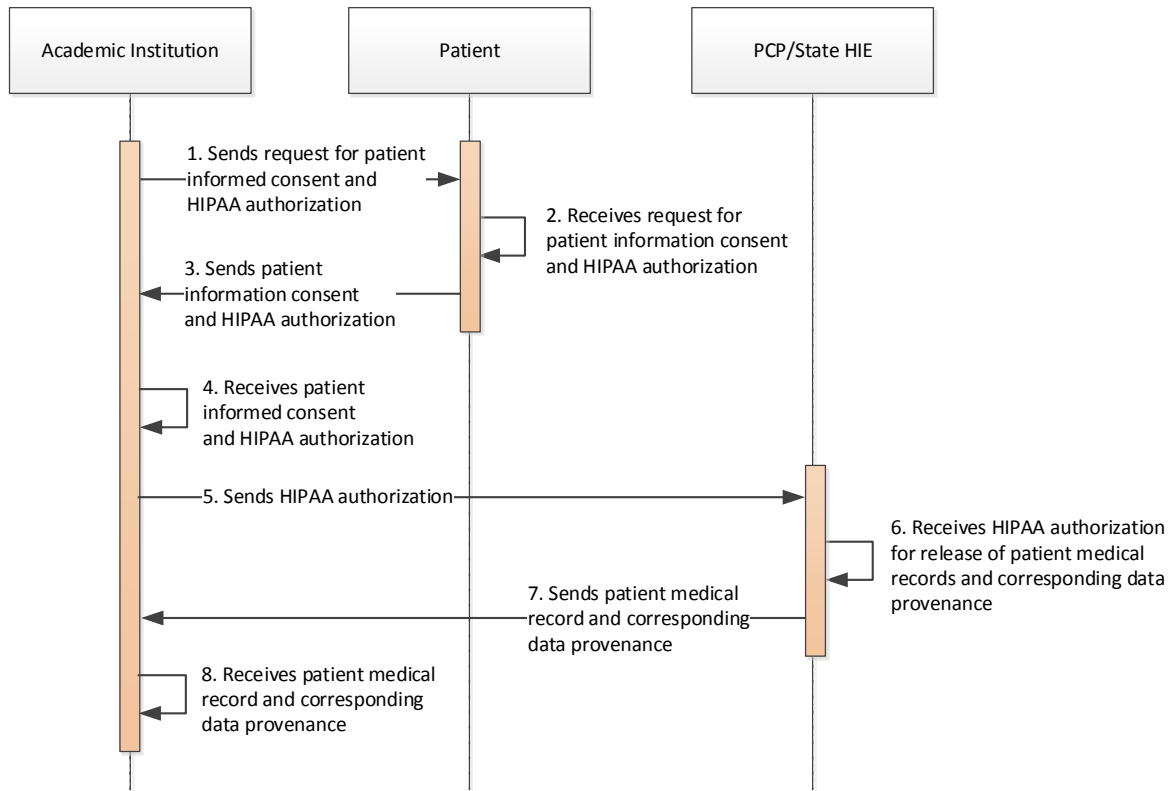 Academic Institution
Patient
PCP/State HIE
1. Sends request for patient
informed consent and
HIPAA authorization
2. Receives request for
patient information consent
and HIPAA authorization
3. Sends patient
information consent
and HIPAA authorization
4. Receives patient
informed consent
and HIPAA authorization
5. Sends HIPAA authorization
6. Receives HIPAA authorization
for release of patient medical
records and corresponding data
provenance
7. Sends patient medical
record and corresponding
data provenance
8. Receives patient medical
record and corresponding
data provenance